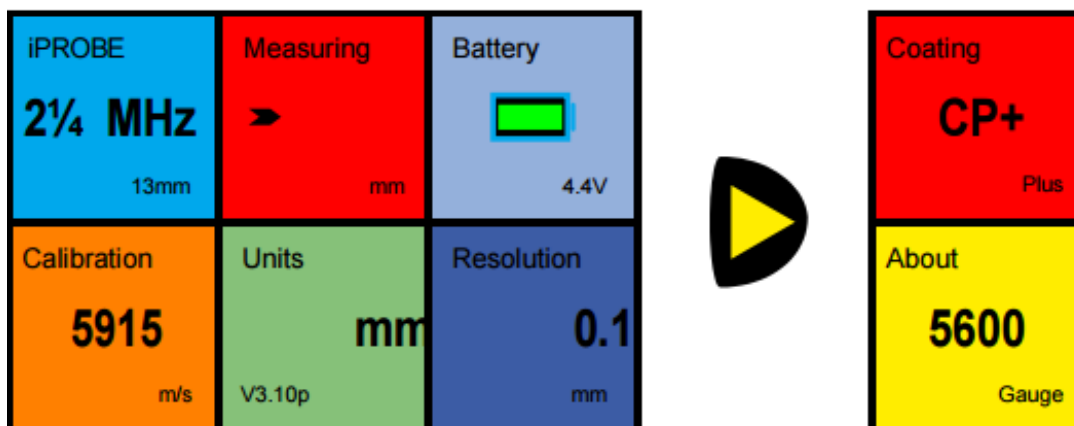 iPROBE
2¼ MHz
13mm
Measuring
mm
Battery
4.4V
Coating
CP+
Plus
Calibration
5915
m/s
Units
mm
V3.10p
Resolution
0.1
mm
About
5600
Gauge